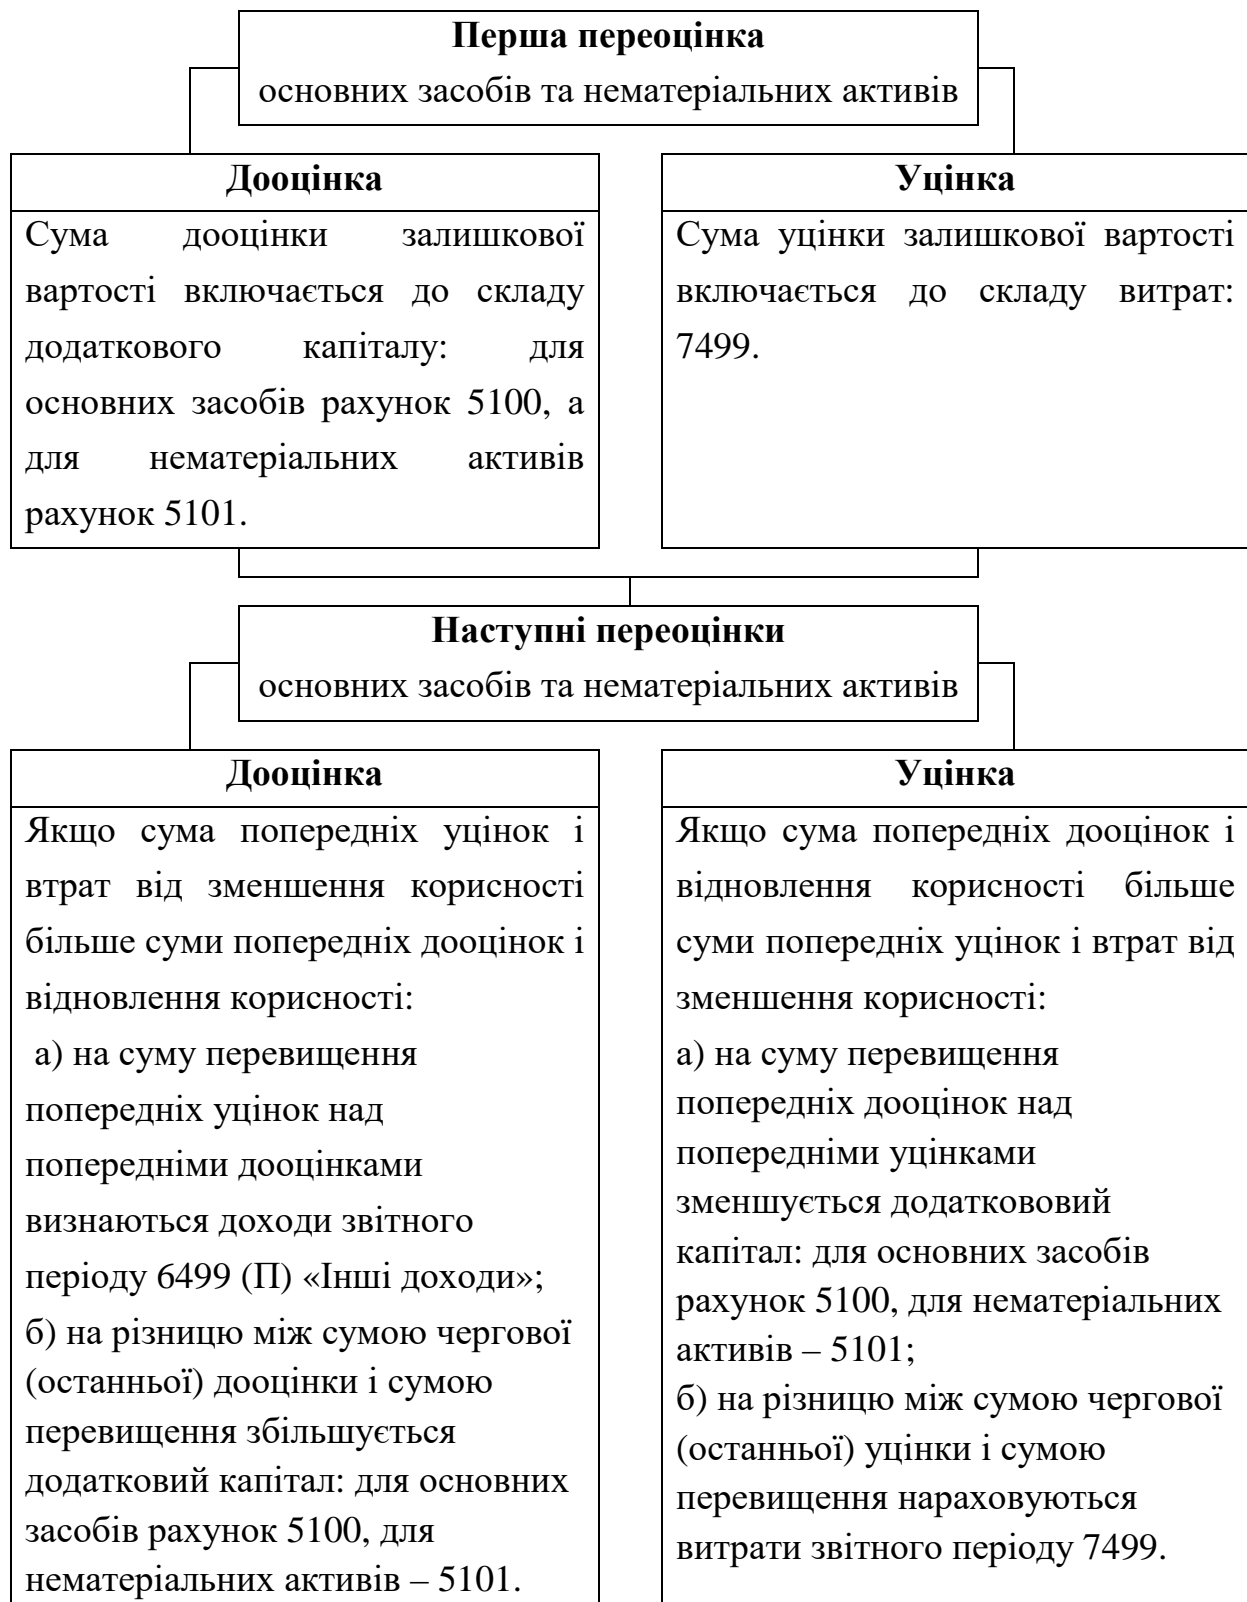 Перша переоцінка
основних засобів та нематеріальних активів
Дооцінка
Сума дооцінки залишкової
вартості включається до складу
додаткового капіталу: для
основних засобів рахунок 5100, а
для нематеріальних активів
рахунок 5101.
Уцінка
Сума уцінки залишкової вартості
включається до складу витрат:
7499.
Наступні переоцінки
основних засобів та нематеріальних активів
Дооцінка
Якщо сума попередніх уцінок і
втрат від зменшення корисності
більше суми попередніх дооцінок і
відновлення корисності:
а) на суму перевищення
попередніх уцінок над
попередніми дооцінками
визнаються доходи звітного
періоду 6499 (П) «Інші доходи»;
б) на різницю між сумою чергової
(останньої) дооцінки і сумою
перевищення збільшується
додатковий капітал: для основних
засобів рахунок 5100, для
нематеріальних активів – 5101.
Уцінка
Якщо сума попередніх дооцінок і
відновлення корисності більше
суми попередніх уцінок і втрат від
зменшення корисності:
а) на суму перевищення
попередніх дооцінок над
попередніми уцінками
зменшується додаткововий
капітал: для основних засобів
рахунок 5100, для нематеріальних
активів – 5101;
б) на різницю між сумою чергової
(останньої) уцінки і сумою
перевищення нараховуються
витрати звітного періоду 7499.